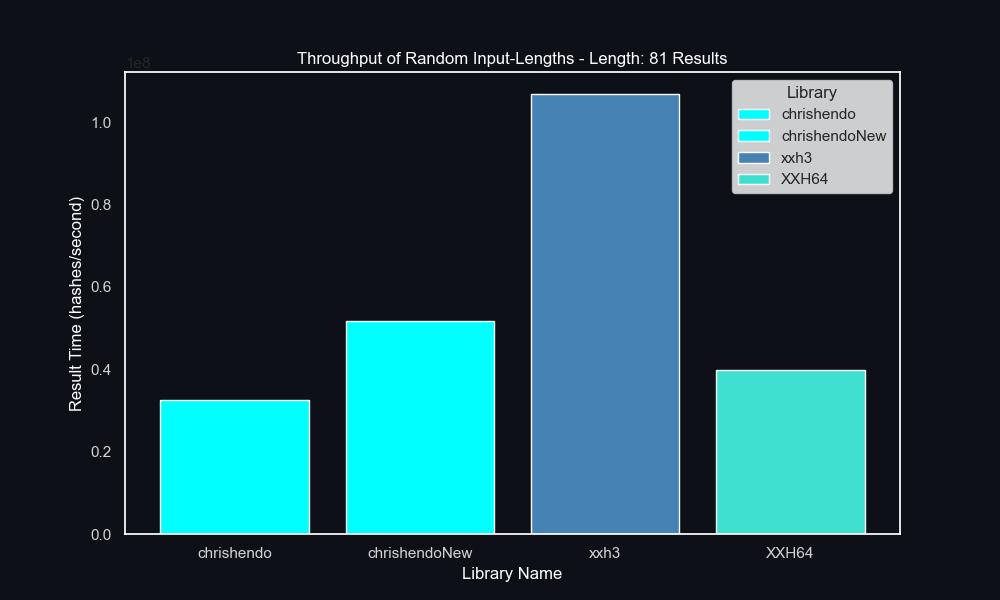 Throughput of Random Input-Lengths - Length: 81 Results
1e8
Library
chrishendo
chrishendoNew
xxh3
XXH64
1.0
0.8
0.6
0.4
0.2
0.0
Result Time (hashes/second)
chrishendo
chrishendoNew
xxh3
XXH64
Library Name